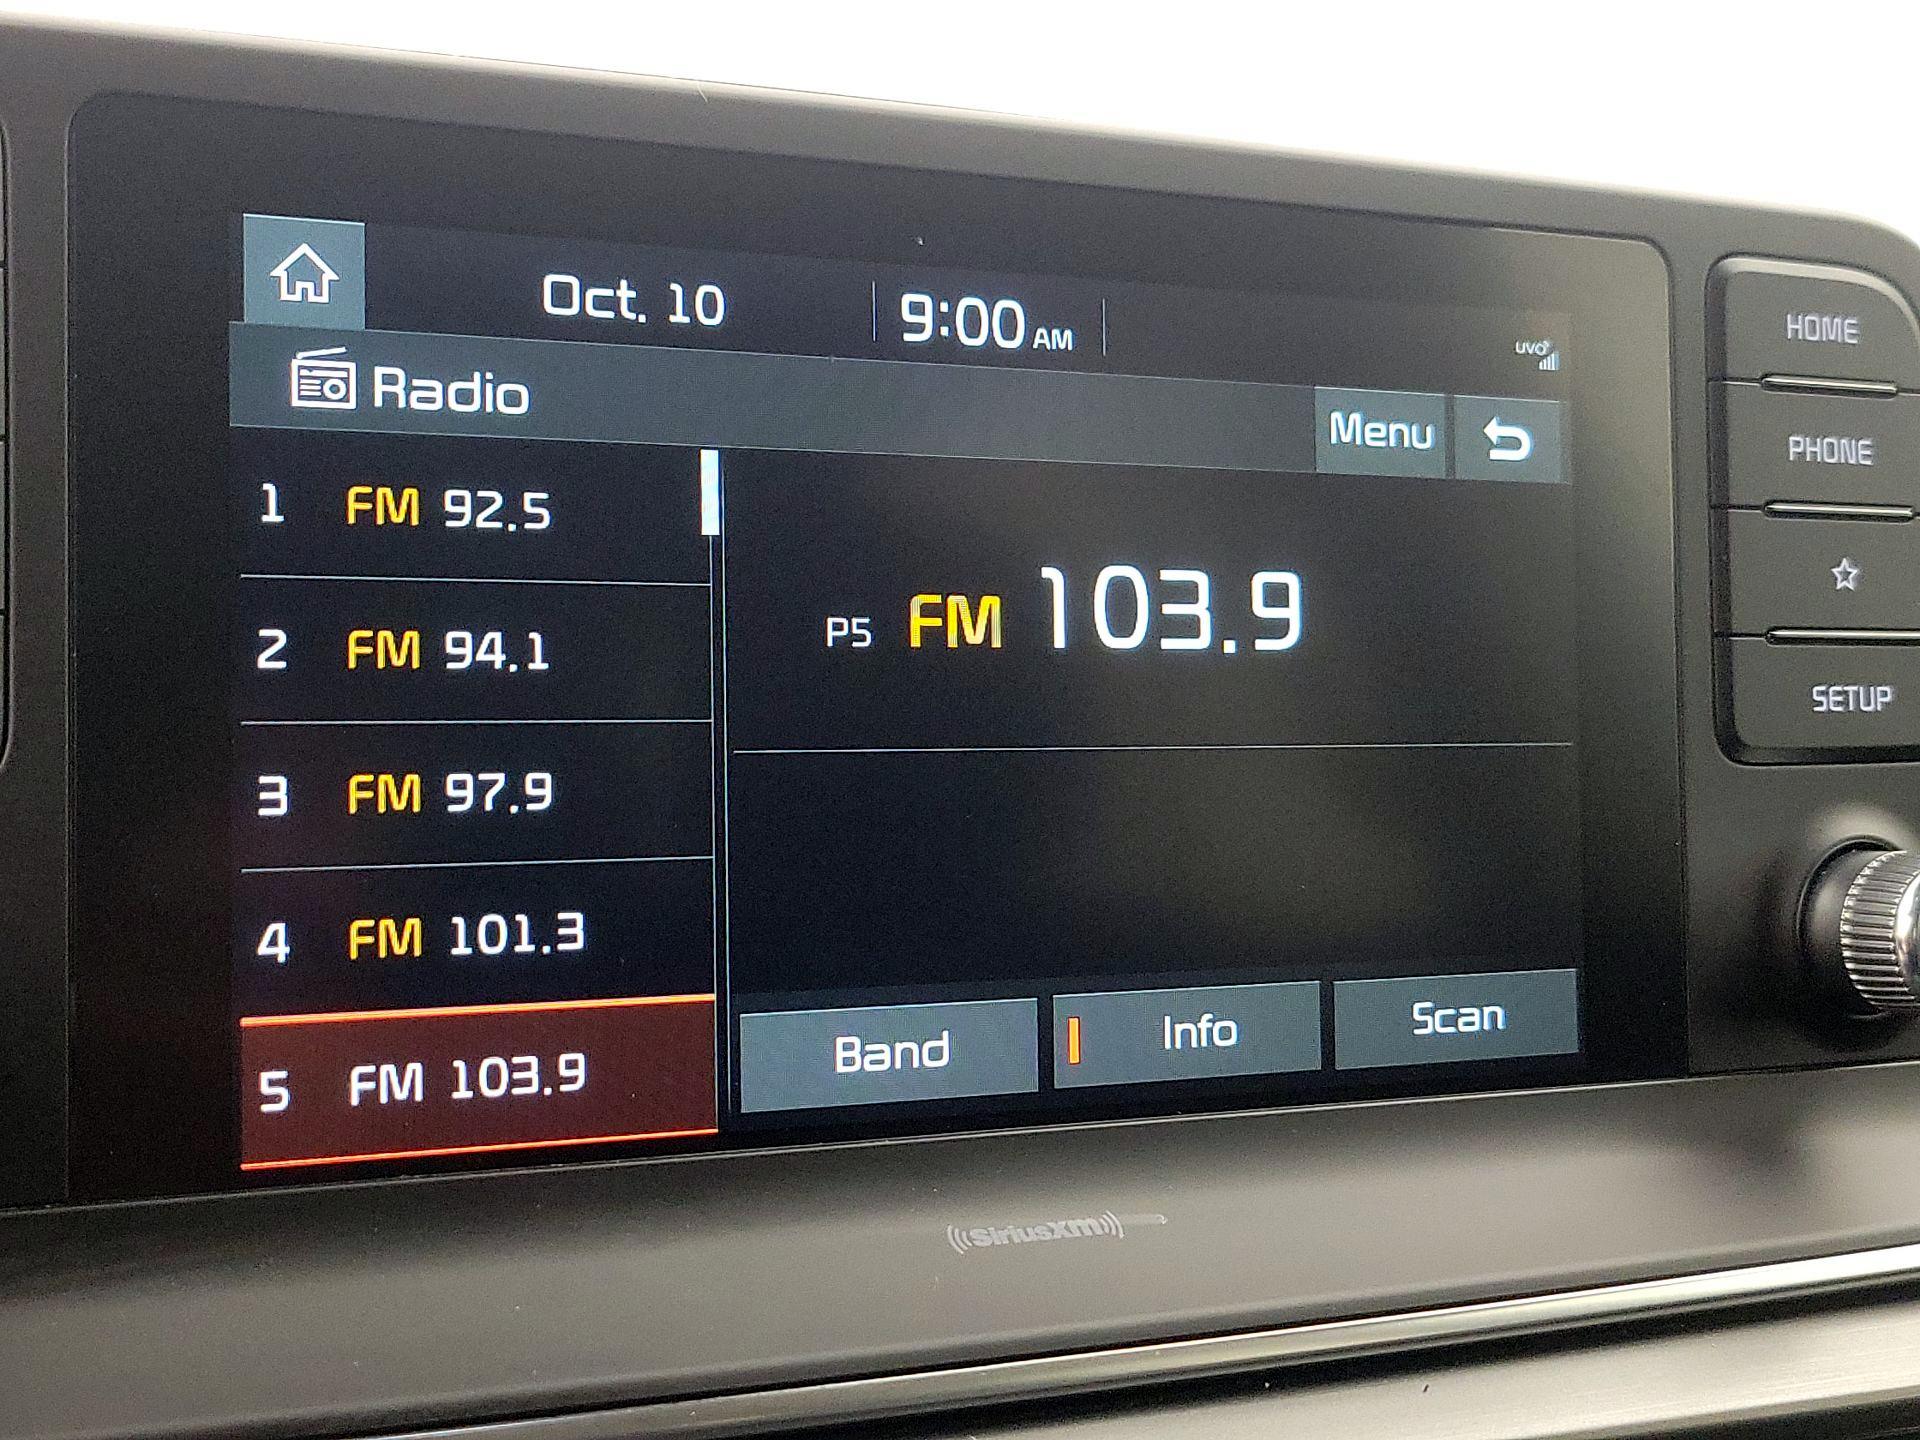 Oct. 10
9:00 AM
UVO
Radio
Menu
1 FM 92.5
2 FM 94.1
3 FM 97.9
4 FM 101.3
5 FM 103.9
P5 FM 103.9
Band
Info
Scan
HOME
PHONE
SETUP
SiriusXM